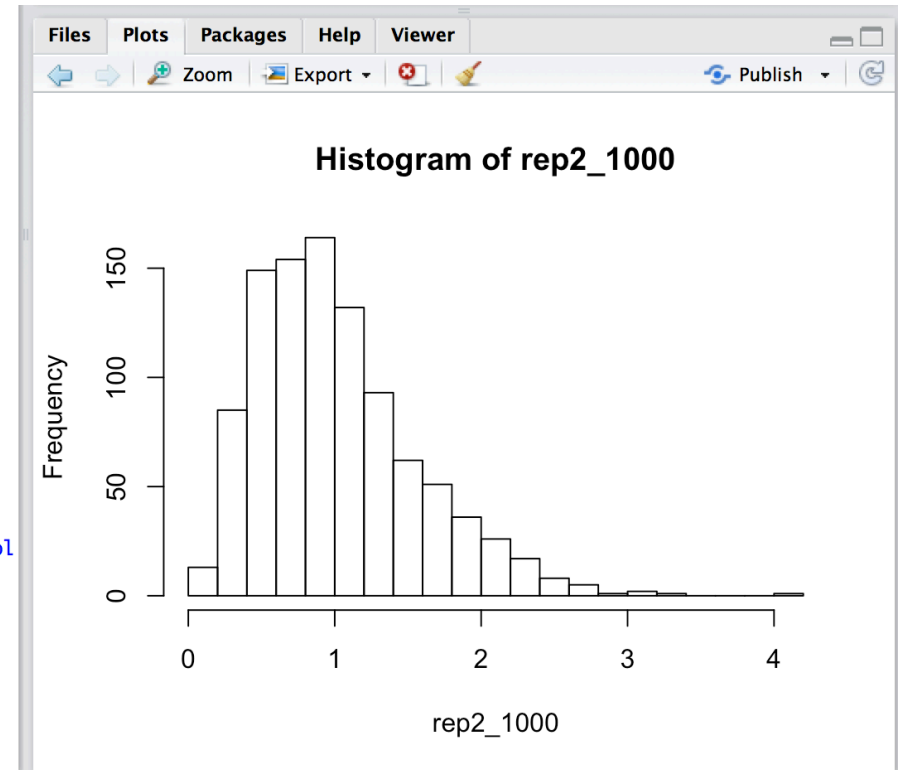 Files Plots Packages Help Viewer
Zoom Export Publish
Histogram of rep2_1000
150
100
50
0
Frequency
ol
0 1 2 3 4
rep2_1000